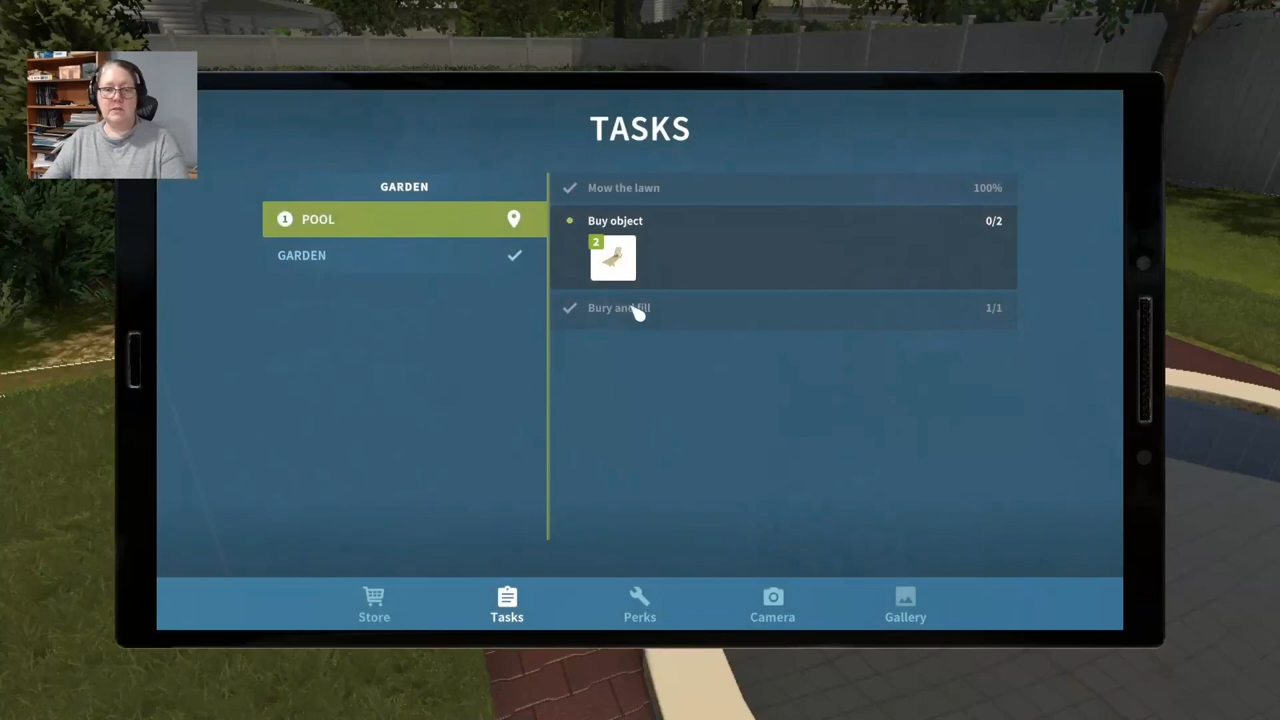 TASKS
GARDEN
1 POOL
GARDEN
Mow the lawn 100%
Buy object 0/2
2
Bury and fill 1/1
Store
Tasks
Perks
Camera
Gallery